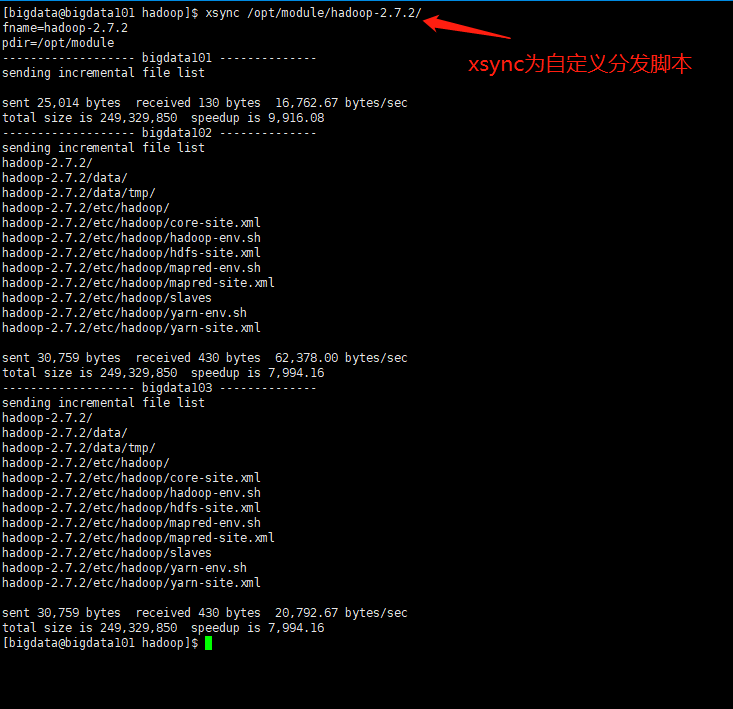 [bigdata@bigdata101 hadoop]$ xsync /opt/module/hadoop-2.7.2/
fname=hadoop-2.7.2
pdir=/opt/module
------------------- bigdata101 --------------
sending incremental file list
xsync为自定义分发脚本
sent 25,014 bytes  received 130 bytes  16,762.67 bytes/sec
total size is 249,329,850  speedup is 9,916.08
------------------- bigdata102 --------------
sending incremental file list
hadoop-2.7.2/
hadoop-2.7.2/data/
hadoop-2.7.2/data/tmp/
hadoop-2.7.2/etc/hadoop/
hadoop-2.7.2/etc/hadoop/core-site.xml
hadoop-2.7.2/etc/hadoop/hadoop-env.sh
hadoop-2.7.2/etc/hadoop/hdfs-site.xml
hadoop-2.7.2/etc/hadoop/mapred-env.sh
hadoop-2.7.2/etc/hadoop/mapred-site.xml
hadoop-2.7.2/etc/hadoop/slaves
hadoop-2.7.2/etc/hadoop/yarn-env.sh
hadoop-2.7.2/etc/hadoop/yarn-site.xml
sent 30,759 bytes  received 430 bytes  62,378.00 bytes/sec
total size is 249,329,850  speedup is 7,994.16
------------------- bigdata103 --------------
sending incremental file list
hadoop-2.7.2/
hadoop-2.7.2/data/
hadoop-2.7.2/data/tmp/
hadoop-2.7.2/etc/hadoop/
hadoop-2.7.2/etc/hadoop/core-site.xml
hadoop-2.7.2/etc/hadoop/hadoop-env.sh
hadoop-2.7.2/etc/hadoop/hdfs-site.xml
hadoop-2.7.2/etc/hadoop/mapred-env.sh
hadoop-2.7.2/etc/hadoop/mapred-site.xml
hadoop-2.7.2/etc/hadoop/slaves
hadoop-2.7.2/etc/hadoop/yarn-env.sh
hadoop-2.7.2/etc/hadoop/yarn-site.xml
sent 30,759 bytes  received 430 bytes  20,792.67 bytes/sec
total size is 249,329,850  speedup is 7,994.16
[bigdata@bigdata101 hadoop]$